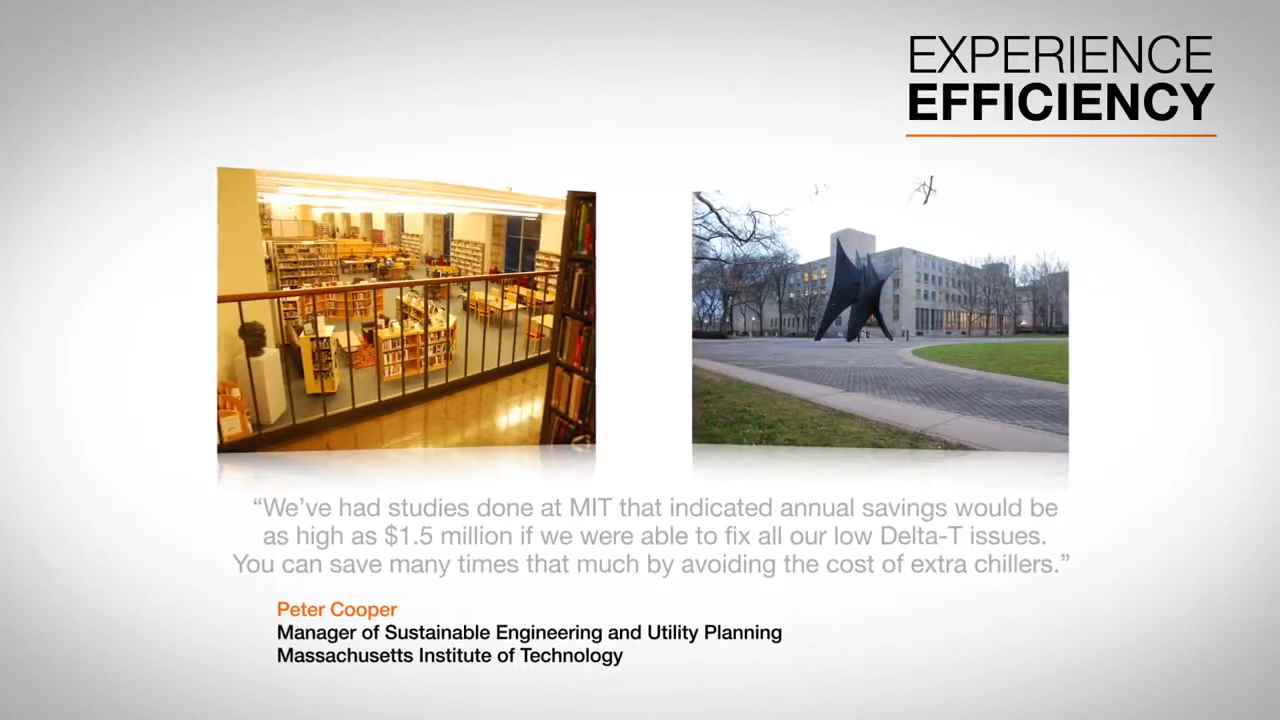 EXPERIENCE
EFFICIENCY
“We’ve had studies done at MIT that indicated annual savings would be
as high as $1.5 million if we were able to fix all our low Delta-T issues.
You can save many times that much by avoiding the cost of extra chillers.”
Peter Cooper
Manager of Sustainable Engineering and Utility Planning
Massachusetts Institute of Technology